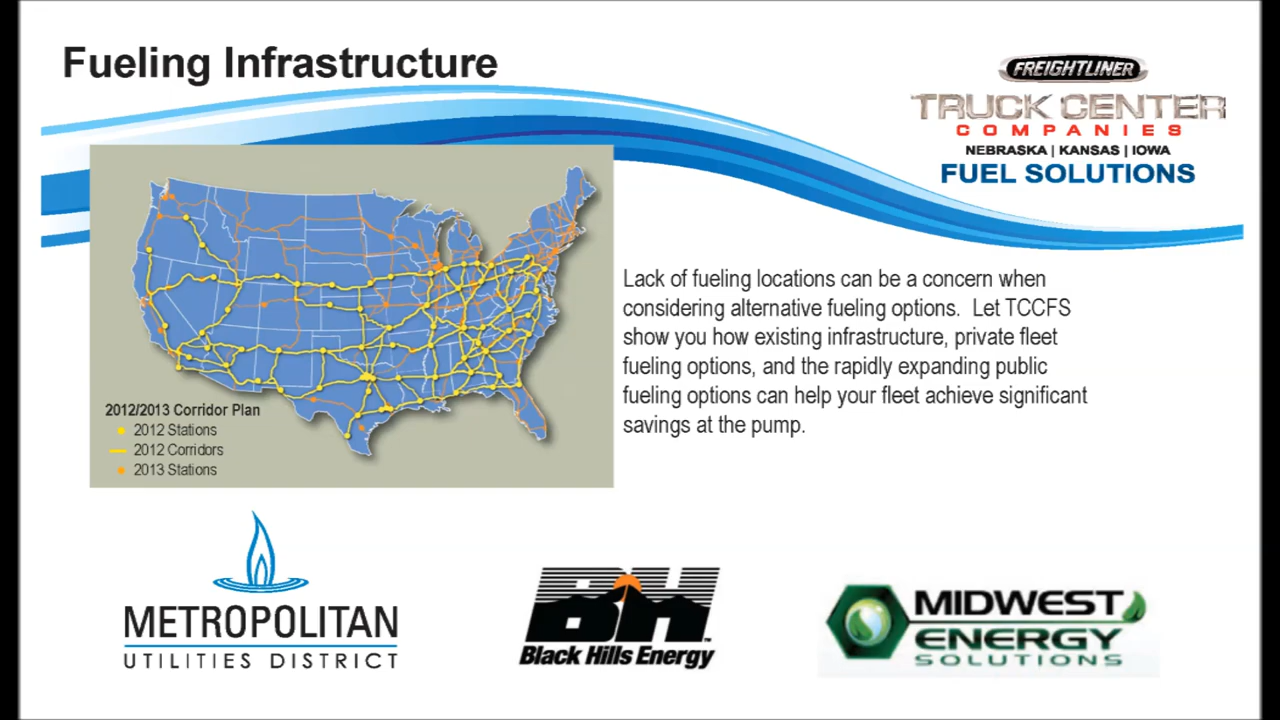 Fueling Infrastructure
FREIGHTLINER
TRUCK CENTER
COMPANIES
NEBRASKA | KANSAS | IOWA
FUEL SOLUTIONS
Lack of fueling locations can be a concern when
considering alternative fueling options.  Let TCCFS
show you how existing infrastructure, private fleet
fueling options, and the rapidly expanding public
fueling options can help your fleet achieve significant
savings at the pump.
2012/2013 Corridor Plan
2012 Stations
2012 Corridors
2013 Stations
METROPOLITAN
UTILITIES DISTRICT
BH
Black Hills Energy
MIDWEST
ENERGY
SOLUTIONS